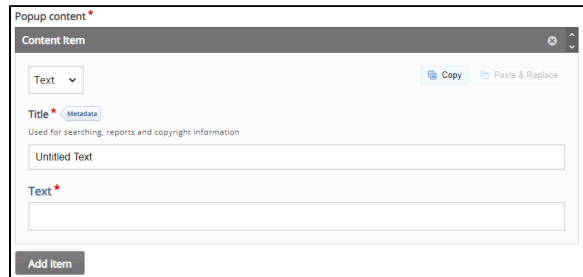 Popup content *
Content Item
Text
Copy
Paste & Replace
Title * Metadata
Used for searching, reports and copyright information
Untitled Text
Text *
Add item